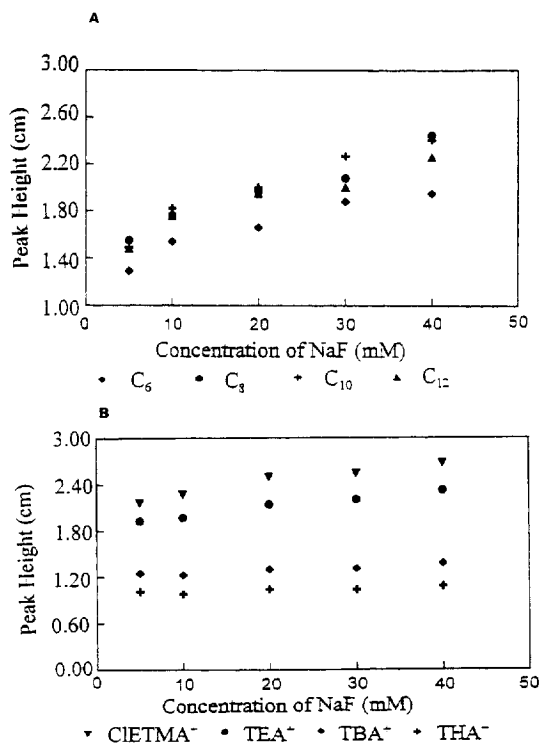 A
3.00
2.60
2.20
1.80
1.40
1.00
Peak Height (cm)
0 10 20 30 40 50
Concentration of NaF (mM)
C₆ C₈ C₁₀ C₁₂
B
3.00
2.40
1.80
1.20
0.60
0.00
Peak Height (cm)
0 10 20 30 40 50
Concentration of NaF (mM)
ClETMA⁻ TEA⁺ TBA⁺ THA⁻